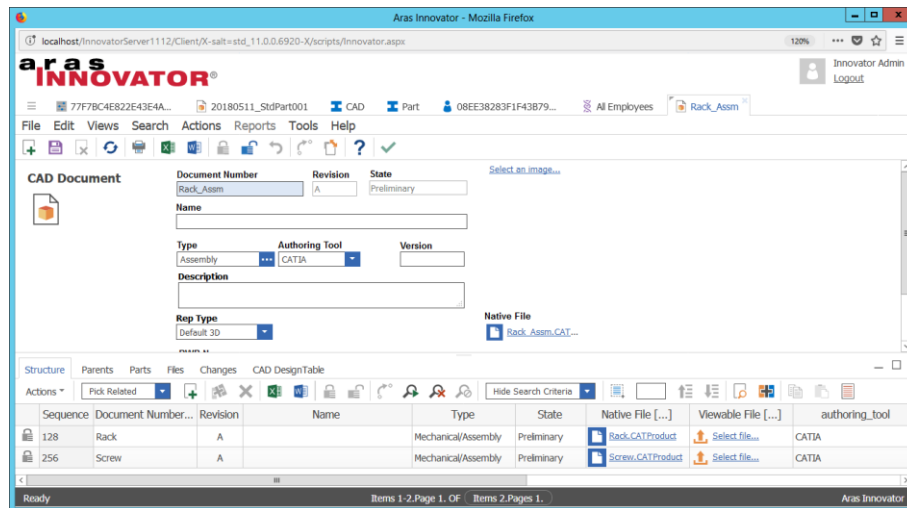 Aras Innovator - Mozilla Firefox
localhost/InnovatorServer1112/Client/X-salt=std_11.0.0.6920-X/scripts/Innovator.aspx 120%
aras
INNOVATOR®
Innovator Admin
Logout
77F7BC4E822E43E4A... 20180511_StdPart001 CAD Part 08EE38283F1F43B79... All Employees Rack_Assm
File Edit Views Search Actions Reports Tools Help
CAD Document
Document Number Revision State
Rack_Assm A Preliminary
Select an image...
Name
Type Authoring Tool Version
Assembly CATIA
Description
Rep Type
Default 3D
Native File
Rack_Assm.CAT...
Structure Parents Parts Files Changes CAD DesignTable
Actions Pick Related Hide Search Criteria
Sequence Document Number... Revision Name Type State Native File [...] Viewable File [...] authoring_tool
128 Rack A Mechanical/Assembly Preliminary Rack.CATProduct Select file... CATIA
256 Screw A Mechanical/Assembly Preliminary Screw.CATProduct Select file... CATIA
Ready Items 1-2.Page 1. OF Items 2.Pages 1. Aras Innovator